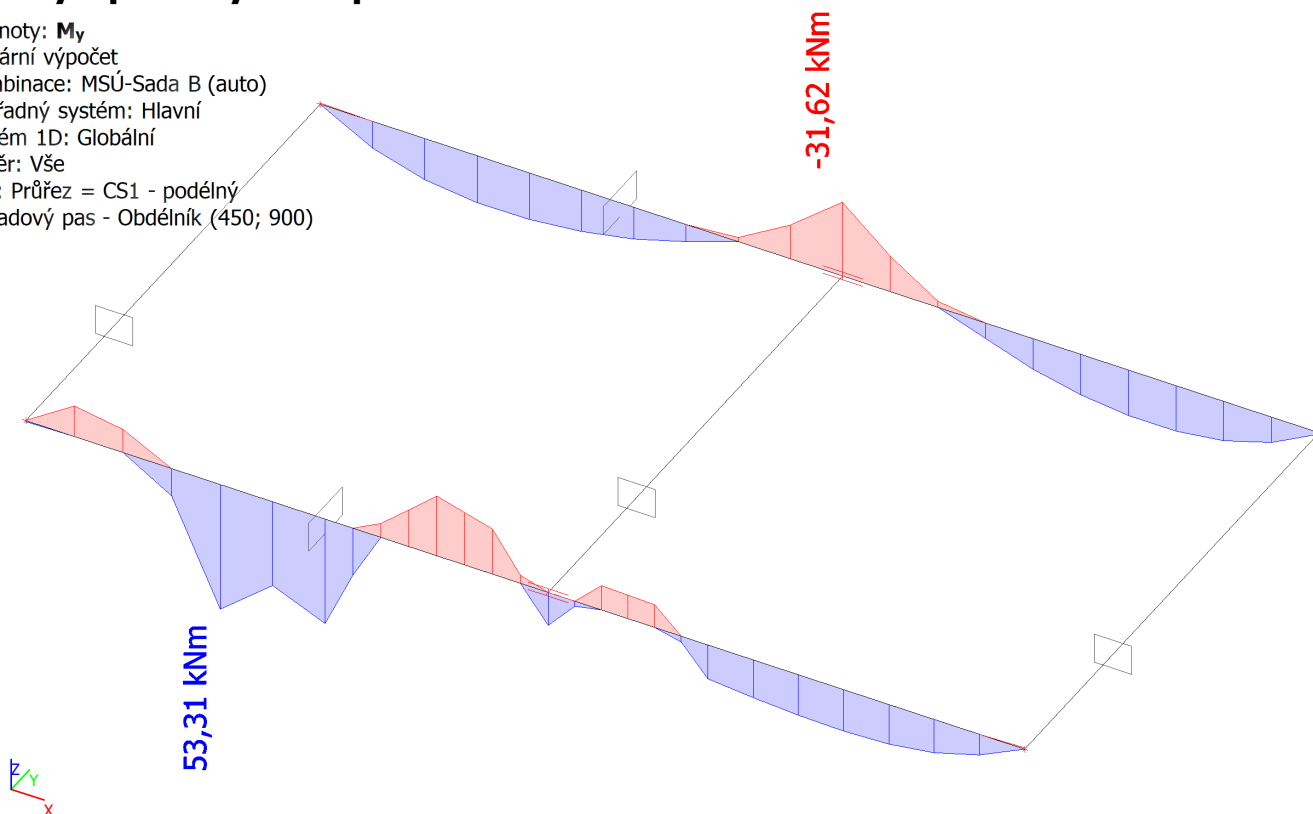 noty: My
ární výpočet
binace: MSÚ-Sada B (auto)
řadný systém: Hlavní
ém 1D: Globální
ěr: Vše
: Průřez = CS1 - podélný
adový pas - Obdélník (450; 900)
-31,62 kNm
53,31 kNm
Z
Y
X